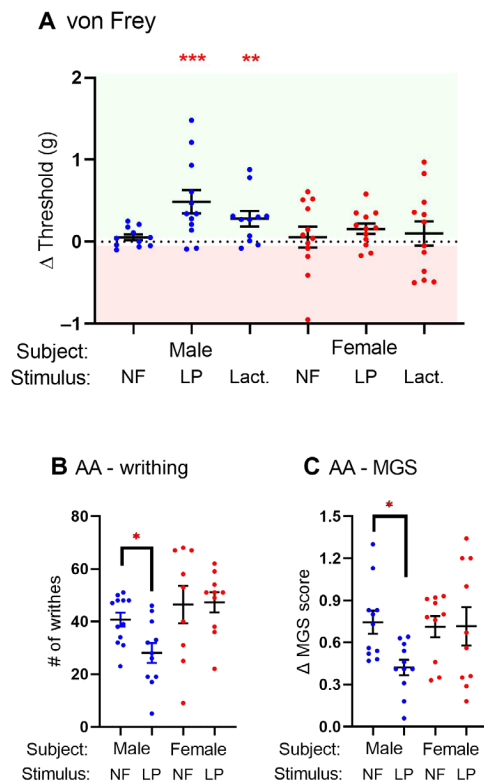 A von Frey
*** **
2
1
0
−1
Δ Threshold (g)
Subject: Male Female
Stimulus: NF LP Lact. NF LP Lact.
B AA - writhing
*
80
60
40
20
0
# of writhes
Subject: Male Female
Stimulus: NF LP NF LP
C AA - MGS
*
1.5
1.2
0.9
0.6
0.3
0.0
Δ MGS score
Subject: Male Female
Stimulus: NF LP NF LP